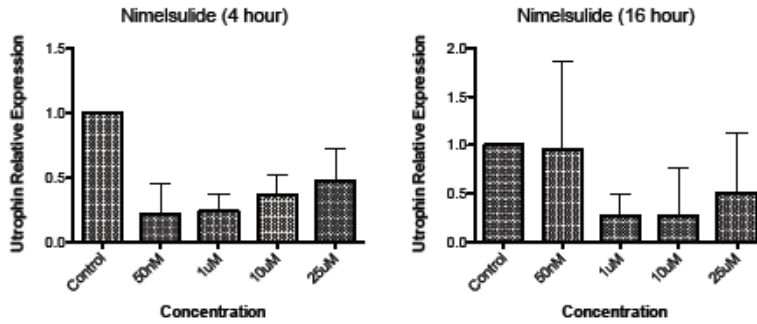 Nimelsulide (4 hour)
Utrophin Relative Expression
1.5
1.0
0.5
0.0
Control
50nM
1uM
10uM
25uM
Concentration
Nimelsulide (16 hour)
Utrophin Relative Expression
2.0
1.5
1.0
0.5
0.0
Control
50nM
1uM
10uM
25uM
Concentration